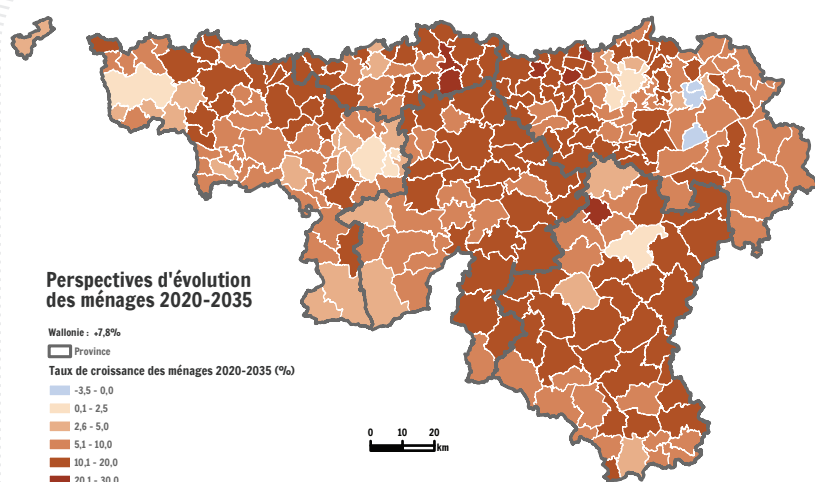 Perspectives d'évolution
des ménages 2020-2035
Wallonie : +7,8%
Province
Taux de croissance des ménages 2020-2035 (%)
-3,5 - 0,0
0,1 - 2,5
2,6 - 5,0
5,1 - 10,0
10,1 - 20,0
20,1 - 30,0
0 10 20
km